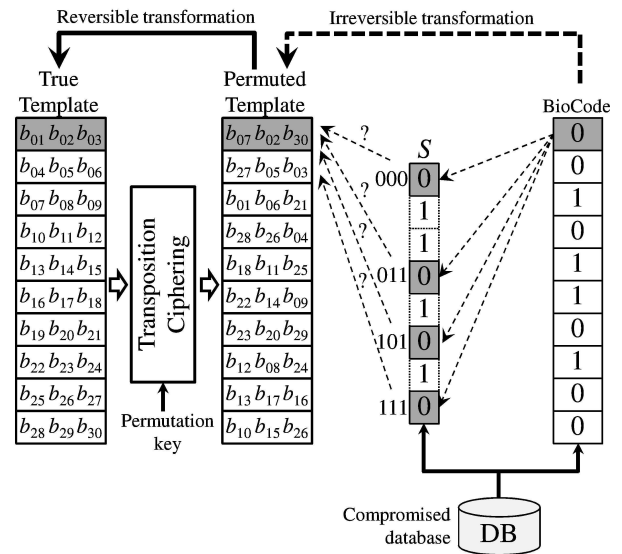 Reversible transformation
Irreversible transformation
True
Template
Permuted
Template
BioCode
b01 b02 b03
b04 b05 b06
b07 b08 b09
b10 b11 b12
b13 b14 b15
b16 b17 b18
b19 b20 b21
b22 b23 b24
b25 b26 b27
b28 b29 b30
Transposition
Ciphering
Permutation
key
b07 b02 b30
b27 b05 b03
b01 b06 b21
b28 b26 b04
b18 b11 b25
b22 b14 b09
b23 b20 b29
b12 b08 b24
b13 b17 b16
b10 b15 b26
?
?
?
?
S
000 0
1
1
011 0
1
101 0
1
111 0
0
0
1
0
1
1
0
1
0
0
Compromised
database
DB